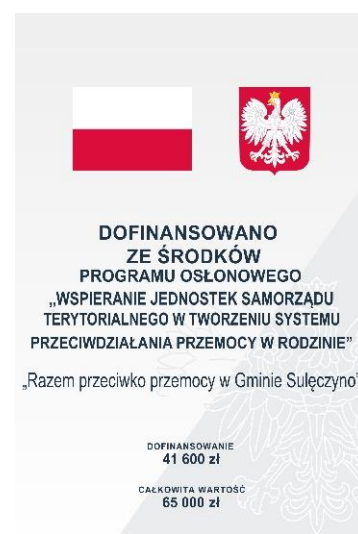 DOFINANSOWANO
ZE ŚRODKÓW
PROGRAMU OSŁONOWEGO
„WSPIERANIE JEDNOSTEK SAMORZĄDU
TERYTORIALNEGO W TWORZENIU SYSTEMU
PRZECIWDZIAŁANIA PRZEMOCY W RODZINIE”
„Razem przeciwko przemocy w Gminie Sulęczyno”
DOFINANSOWANIE
41 600 zł
CAŁKOWITA WARTOŚĆ
65 000 zł